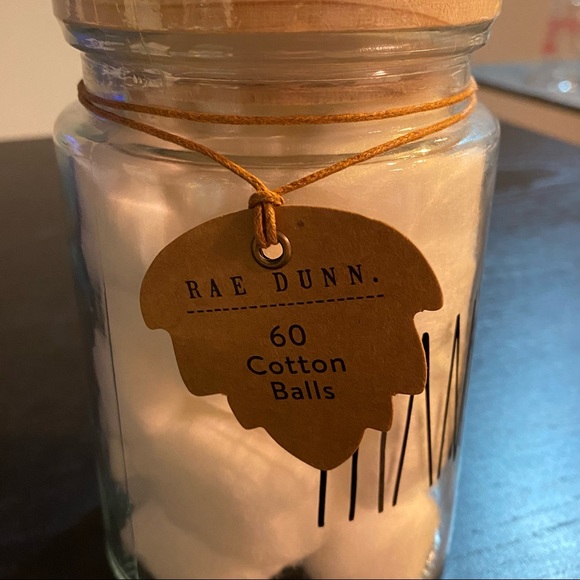 RAE DUNN.
60
Cotton
Balls